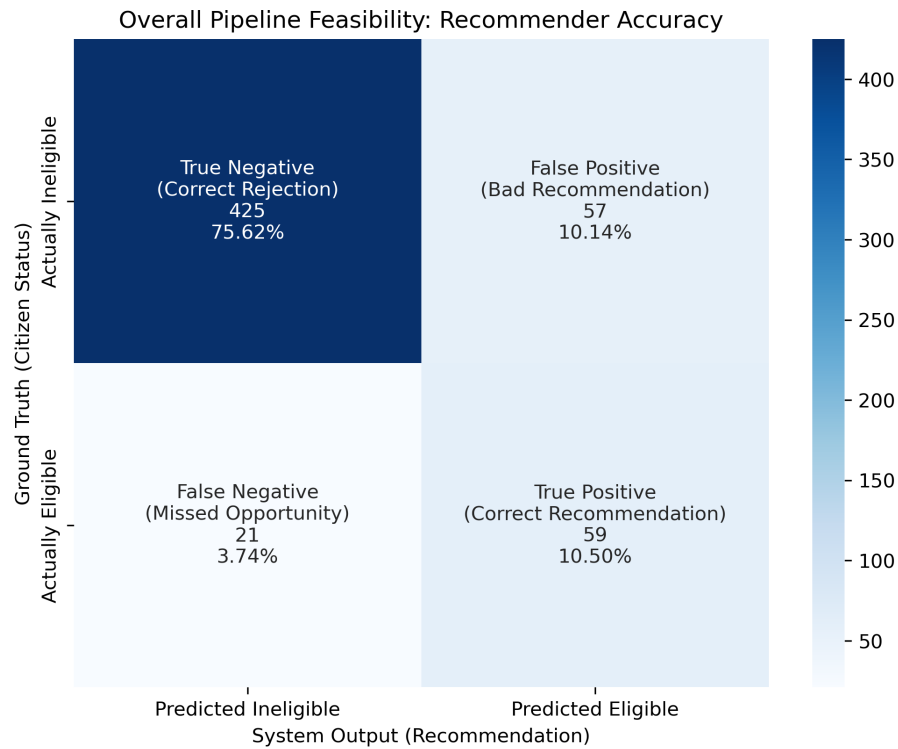 Overall Pipeline Feasibility: Recommender Accuracy
Ground Truth (Citizen Status)
Actually Ineligible
Actually Eligible
True Negative
(Correct Rejection)
425
75.62%
False Positive
(Bad Recommendation)
57
10.14%
False Negative
(Missed Opportunity)
21
3.74%
True Positive
(Correct Recommendation)
59
10.50%
Predicted Ineligible
Predicted Eligible
System Output (Recommendation)
400
350
300
250
200
150
100
50